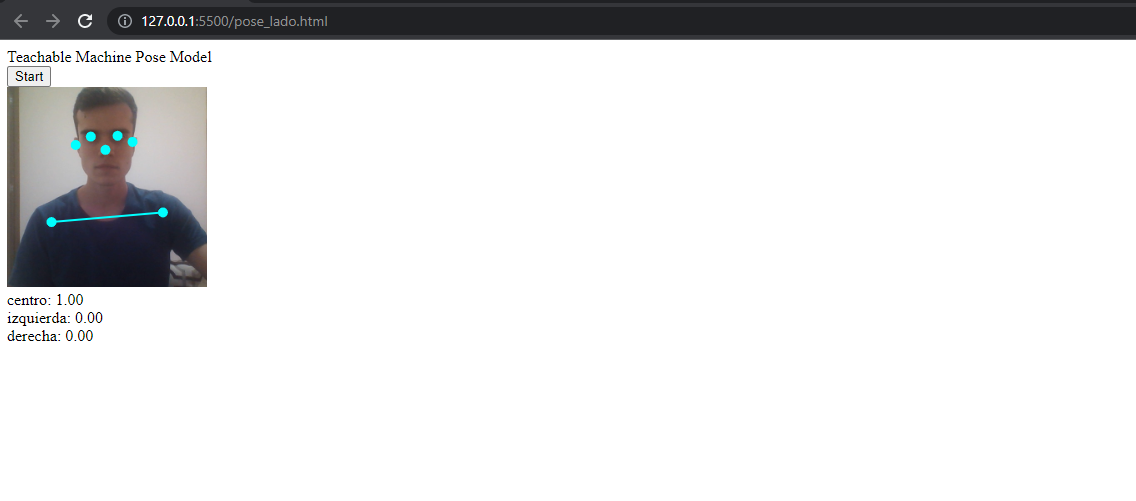 127.0.0.1:5500/pose_lado.html
Teachable Machine Pose Model
Start
centro: 1.00
izquierda: 0.00
derecha: 0.00